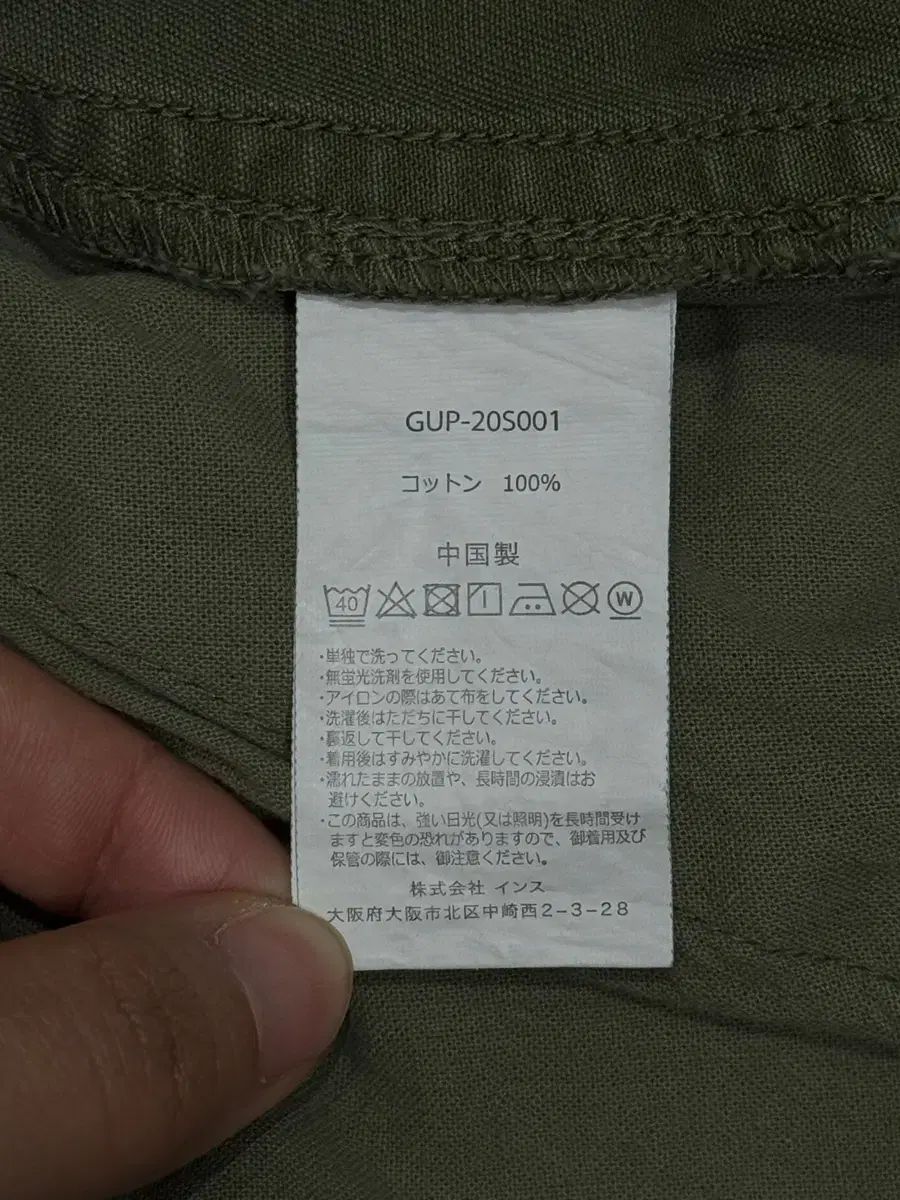 GUP-20S001
コットン 100%
中国製
40 W
・単独で洗ってください。
・無蛍光洗剤を使用してください。
・アイロンの際はあて布をしてください。
・洗濯後はただちに干してください。
・裏返して干してください。
・着用後はすみやかに洗濯してください。
・濡れたままの放置や、長時間の浸漬はお
避けください。
・この商品は、強い日光(又は照明)を長時間受け
ますと変色の恐れがありますので、御着用及び
保管の際には、御注意ください。
株式会社 インス
大阪府大阪市北区中崎西2-3-28